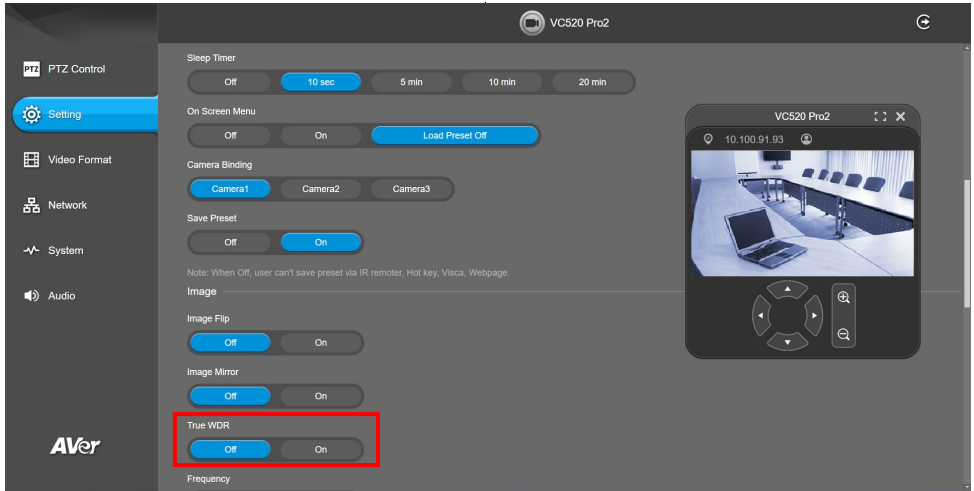 VC520 Pro2
PTZ PTZ Control
Setting
Video Format
Network
System
Audio
AVer
Sleep Timer
Off 10 sec 5 min 10 min 20 min
On Screen Menu
Off On Load Preset Off
Camera Binding
Camera1 Camera2 Camera3
Save Preset
Off On
Note: When Off, user can't save preset via IR remoter, Hot key, Visca, Webpage.
Image
Image Flip
Off On
Image Mirror
Off On
True WDR
Off On
Frequency
VC520 Pro2
10.100.91.93